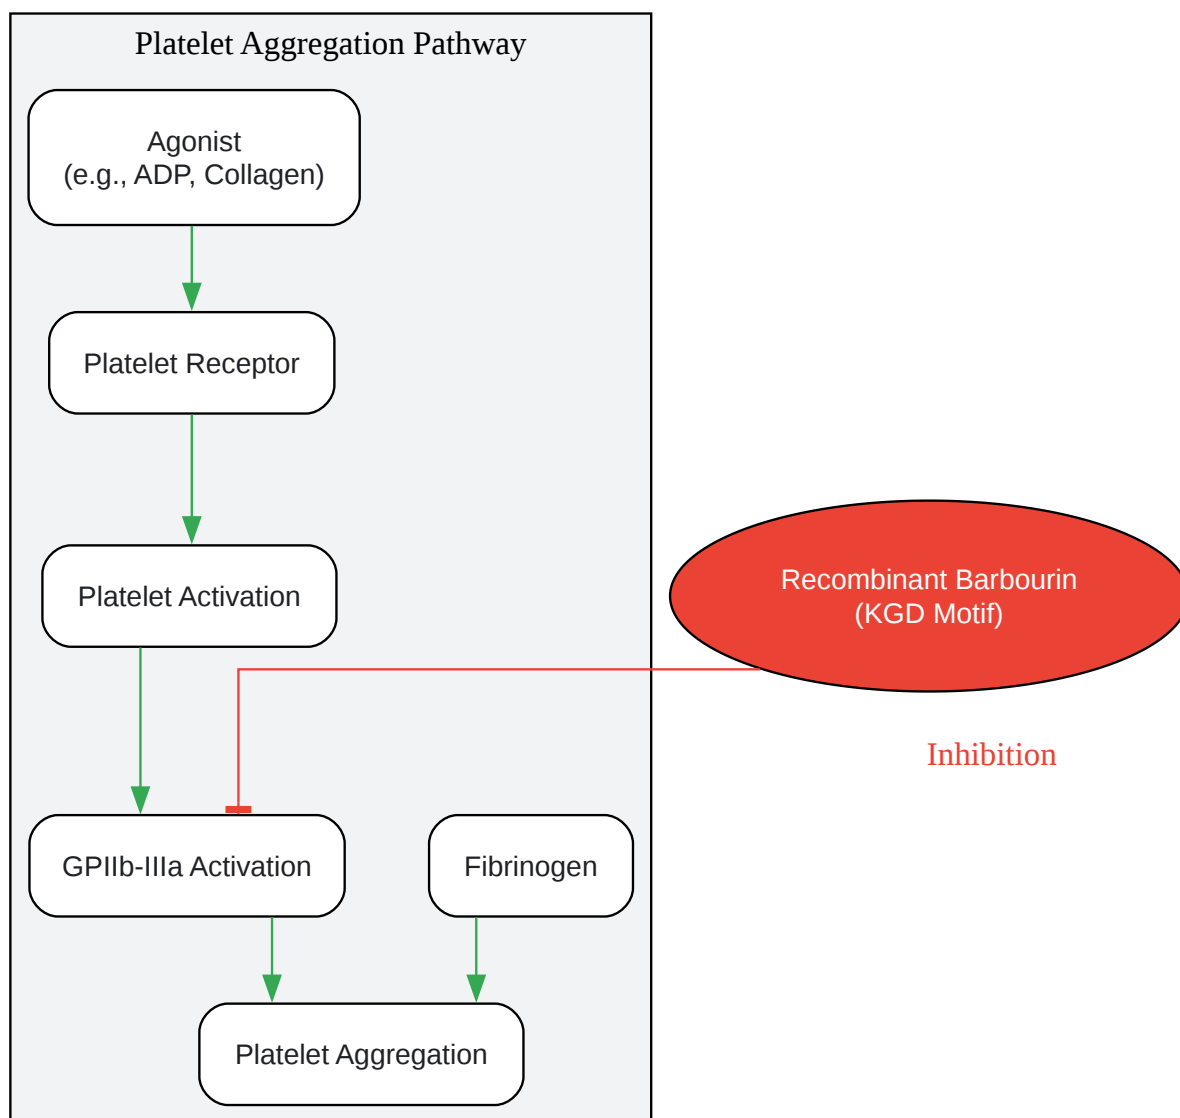 Platelet Aggregation Pathway
Agonist
(e.g., ADP, Collagen)
Platelet Receptor
Platelet Activation
Recombinant Barbourin
(KGD Motif)
Inhibition
GPIIb-IIIa Activation
Fibrinogen
Platelet Aggregation